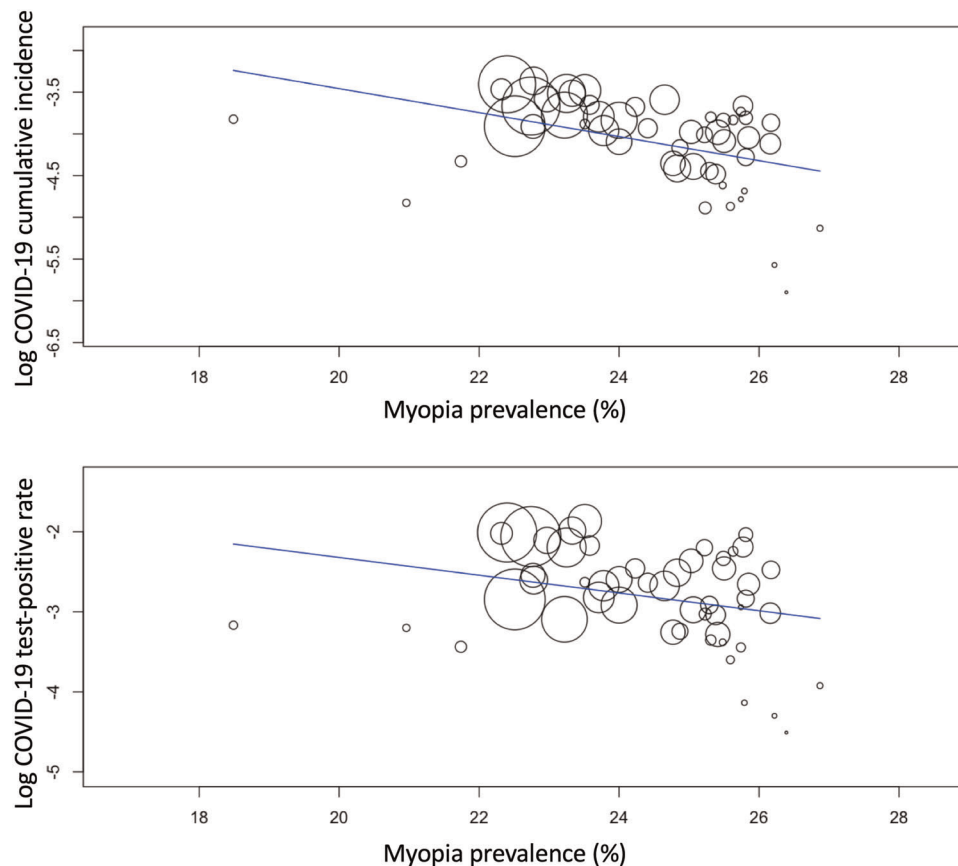 Log COVID-19 cumulative incidence
-3.5
-4.5
-5.5
-6.5
18 20 22 24 26 28
Myopia prevalence (%)
Log COVID-19 test-positive rate
-2
-3
-4
-5
18 20 22 24 26 28
Myopia prevalence (%)